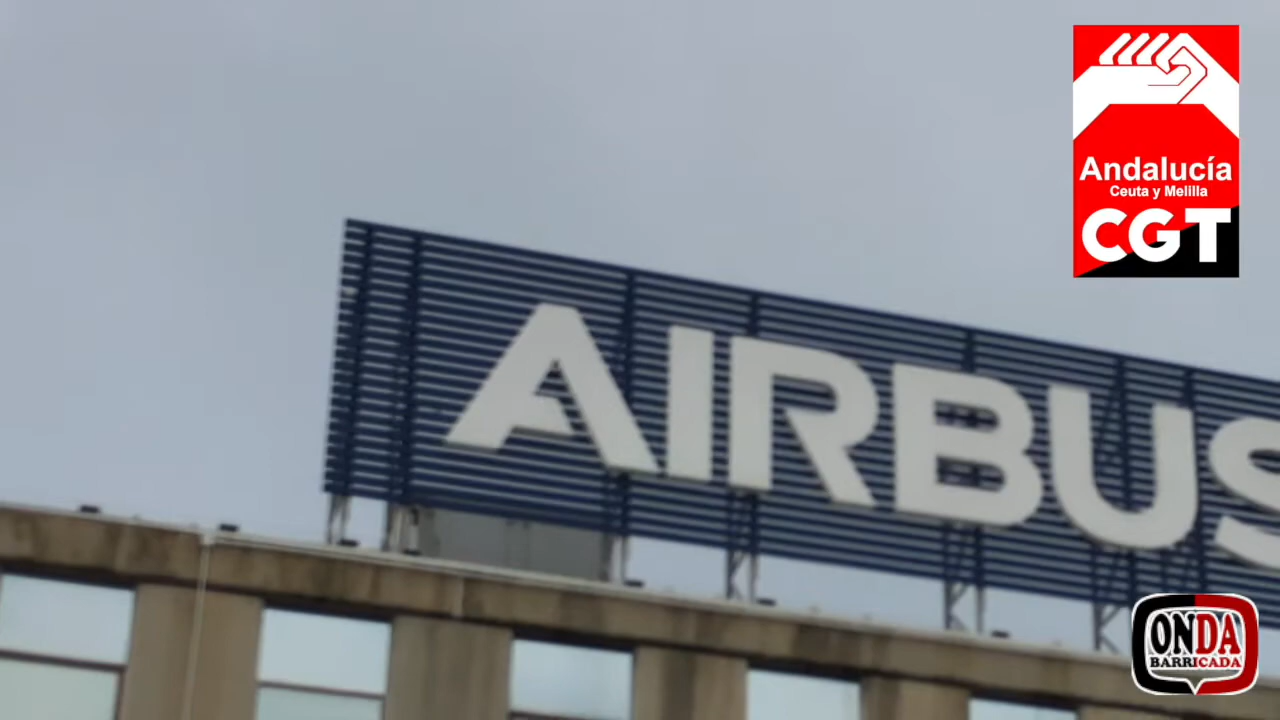 Andalucía
Ceuta y Melilla
CGT
AIRBUS
ONDA
BARRICADA